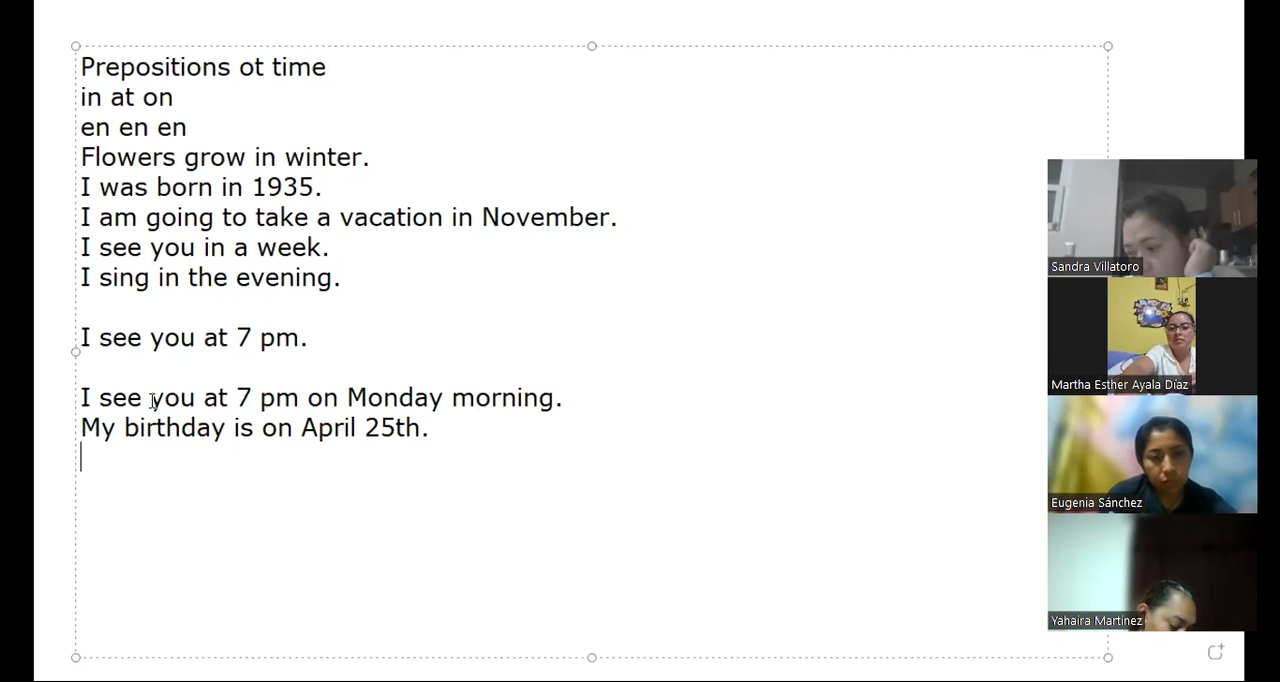 Prepositions ot time
in at on
en en en
Flowers grow in winter.
I was born in 1935.
I am going to take a vacation in November.
I see you in a week.
I sing in the evening.
I see you at 7 pm.
I see you at 7 pm on Monday morning.
My birthday is on April 25th.
Sandra Villatoro
Martha Esther Ayala Díaz
Eugenia Sánchez
Yahaira Martinez